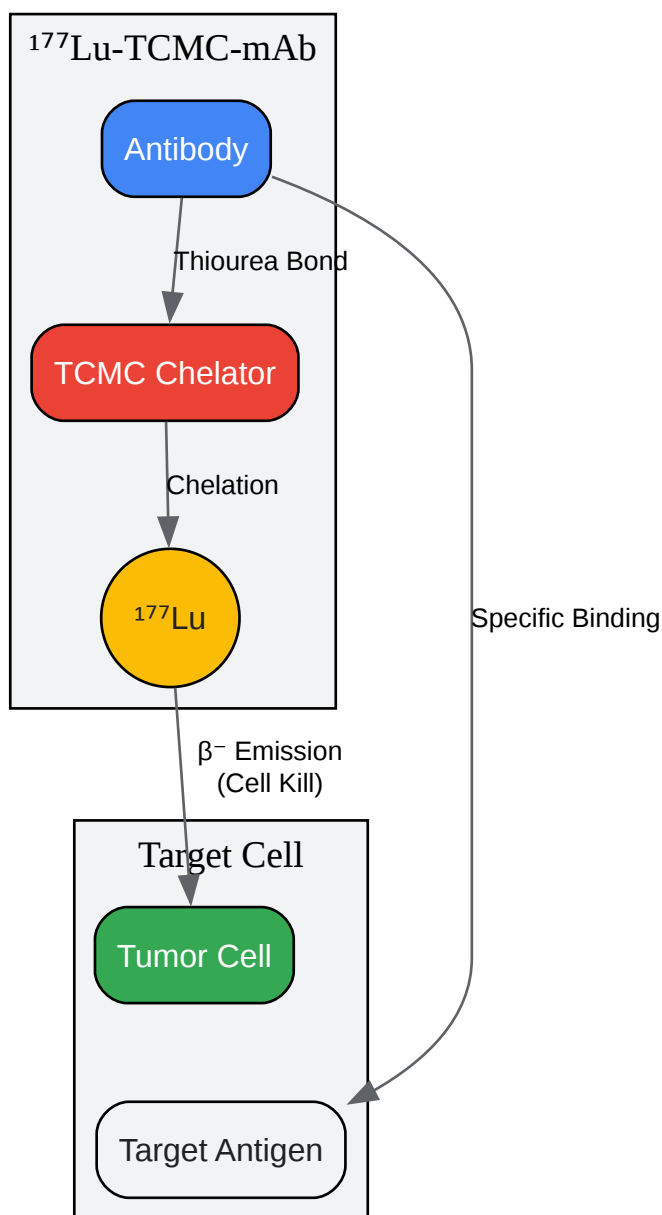 ¹⁷⁷Lu-TCMC-mAb
Antibody
Thiourea Bond
TCMC Chelator
Chelation
¹⁷⁷Lu
Specific Binding
β⁻ Emission
(Cell Kill)
Target Cell
Tumor Cell
Target Antigen